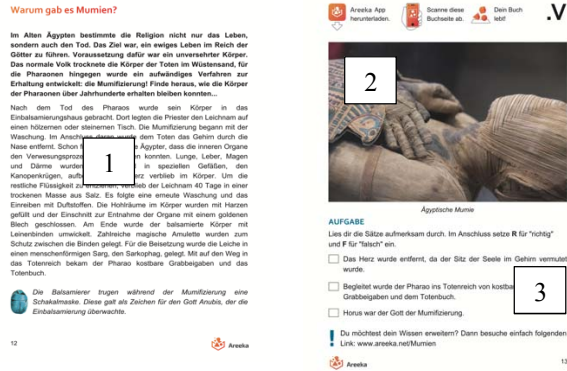 Warum gab es Mumien?
Im Alten Ägypten bestimmte die Religion nicht nur das Leben,
sondern auch den Tod. Das Ziel war, ein ewiges Leben im Reich der
Götter zu führen. Voraussetzung dafür war ein unversehrter Körper.
Das normale Volk trocknete die Körper der Toten im Wüstensand, für
die Pharaonen hingegen wurde ein aufwändiges Verfahren zur
Erhaltung entwickelt: die Mumifizierung! Finde heraus, wie die Körper
der Pharaonen über Jahrhunderte erhalten bleiben konnten...
Nach dem Tod des Pharaos wurde sein Körper in das
Einbalsamierungshaus gebracht. Dort legten die Priester den Leichnam auf
einen hölzernen oder steinernen Tisch. Die Mumifizierung begann mit der
Waschung. Im Anschluss daran wurde dem Toten das Gehirn durch die
Nase entfernt. Schon Ägypter, dass die inneren Organe
den Verwesungsproze konnten. Lunge, Leber, Magen
und Därme wurden in speziellen Gefäßen, den
Kanopenkrügen, aufb verblieb im Körper. Um die
restliche Flüssigkeit zu entziehen, verblieb der Leichnam 40 Tage in einer
trockenen Masse aus Salz. Es folgte eine erneute Waschung und das
Einreiben mit Duftstoffen. Die Hohlräume im Körper wurden mit Harzen
gefüllt und der Einschnitt zur Entnahme der Organe mit einem goldenen
Blech geschlossen. Am Ende wurde der balsamierte Körper mit
Leinenbinden umwickelt. Zahlreiche magische Amulette wurden zum
Schutz zwischen die Binden gelegt. Für die Beisetzung wurde die Leiche in
einen menschenförmigen Sarg, den Sarkophag, gelegt. Mit auf den Weg in
das Totenreich bekam der Pharao kostbare Grabbeigaben und das
Totenbuch.
Die Balsamierer trugen während der Mumifizierung eine
Schakalmaske. Diese galt als Zeichen für den Gott Anubis, der die
Einbalsamierung überwachte.
1
12
Areeka
Areeka App
herunterladen.
Scanne diese
Buchseite ab.
Dein Buch
lebt!
.V
2
Ägyptische Mumie
AUFGABE
Lies dir die Sätze aufmerksam durch. Im Anschluss setze R für "richtig"
und F für "falsch" ein.
Das Herz wurde entfernt, da der Sitz der Seele im Gehirn vermutet
wurde.
Begleitet wurde der Pharao ins Totenreich von kostba
Grabbeigaben und dem Totenbuch.
3
Horus war der Gott der Mumifizierung.
Du möchtest dein Wissen erweitern? Dann besuche einfach folgenden
Link: www.areeka.net/Mumien
Areeka
13